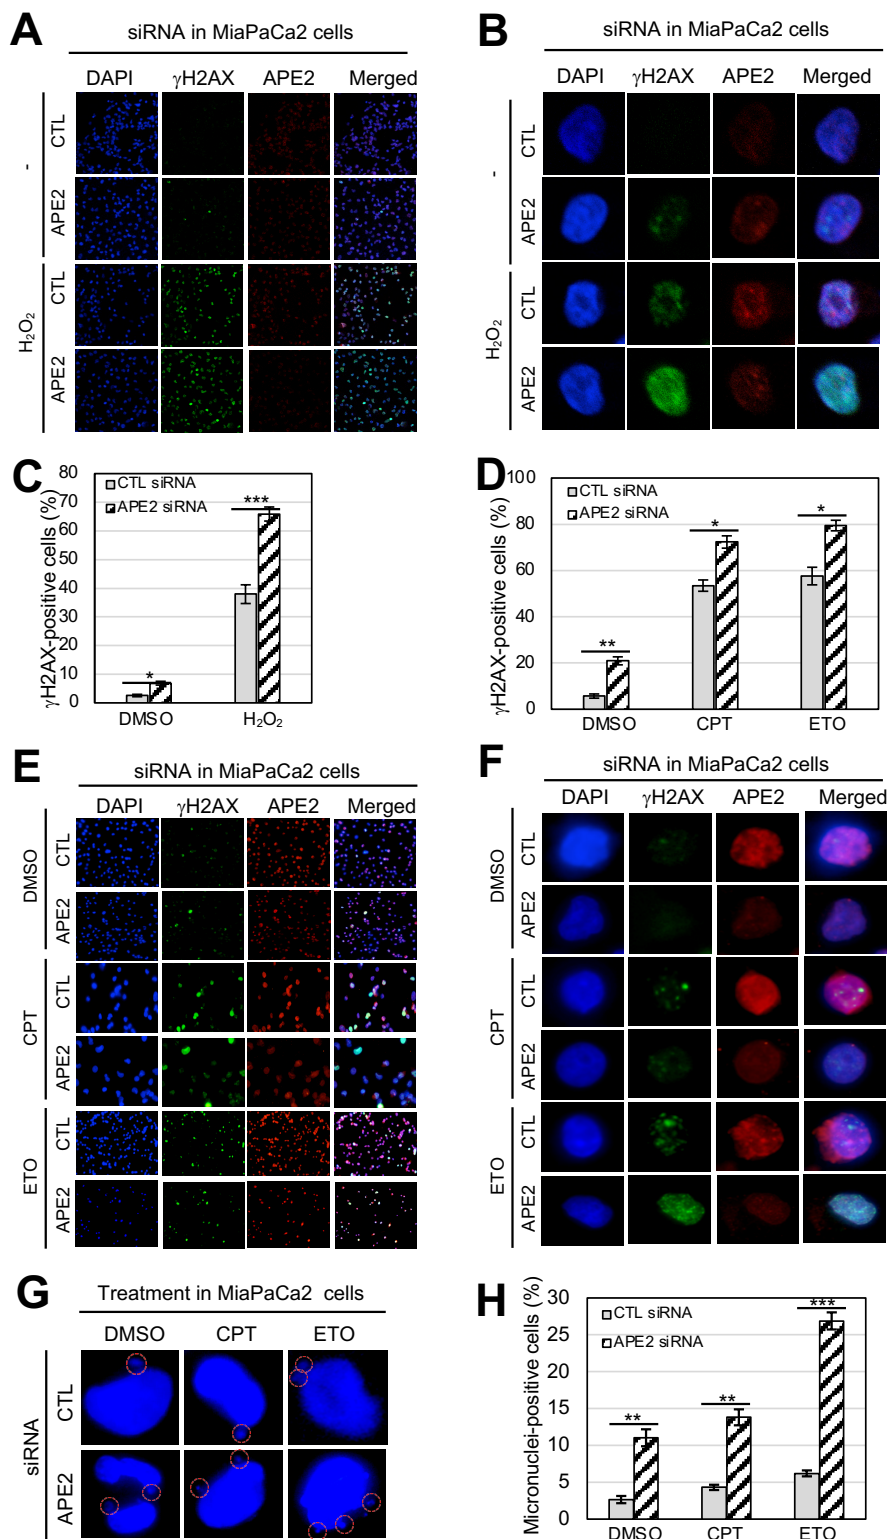 A
siRNA in MiaPaCa2 cells
DAPI γH2AX APE2 Merged
-
CTL
APE2
H₂O₂
CTL
APE2
B
siRNA in MiaPaCa2 cells
DAPI γH2AX APE2 Merged
-
CTL
APE2
H₂O₂
CTL
APE2
C
γH2AX-positive cells (%)
80
70
60
50
40
30
20
10
0
CTL siRNA
APE2 siRNA
*
***
DMSO H₂O₂
D
γH2AX-positive cells (%)
100
80
60
40
20
0
CTL siRNA
APE2 siRNA
**
*
*
DMSO CPT ETO
E
siRNA in MiaPaCa2 cells
DAPI γH2AX APE2 Merged
DMSO
CTL
APE2
CPT
CTL
APE2
ETO
CTL
APE2
F
siRNA in MiaPaCa2 cells
DAPI γH2AX APE2 Merged
DMSO
CTL
APE2
CPT
CTL
APE2
ETO
CTL
APE2
G
Treatment in MiaPaCa2 cells
DMSO CPT ETO
siRNA
CTL
APE2
H
Micronuclei-positive cells (%)
30
25
20
15
10
5
0
CTL siRNA
APE2 siRNA
**
**
***
DMSO CPT ETO